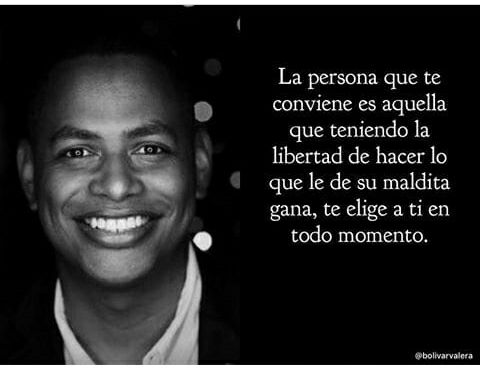 La persona que te
conviene es aquella
que teniendo la
libertad de hacer lo
que le de su maldita
gana, te elige a ti en
todo momento.
@bolivarvalera